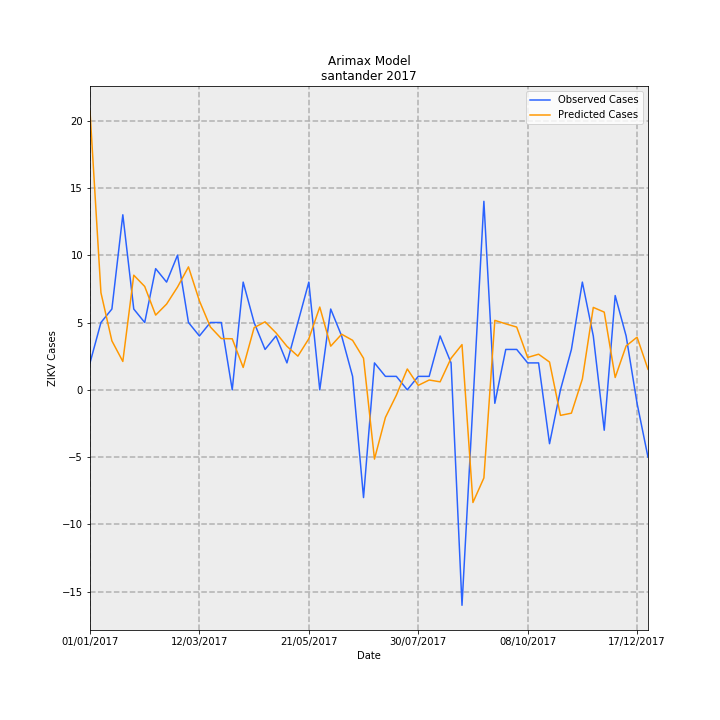 Arimax Model
santander 2017
Observed Cases
Predicted Cases
ZIKV Cases
20
15
10
5
0
−5
−10
−15
01/01/2017 12/03/2017 21/05/2017 30/07/2017 08/10/2017 17/12/2017
Date